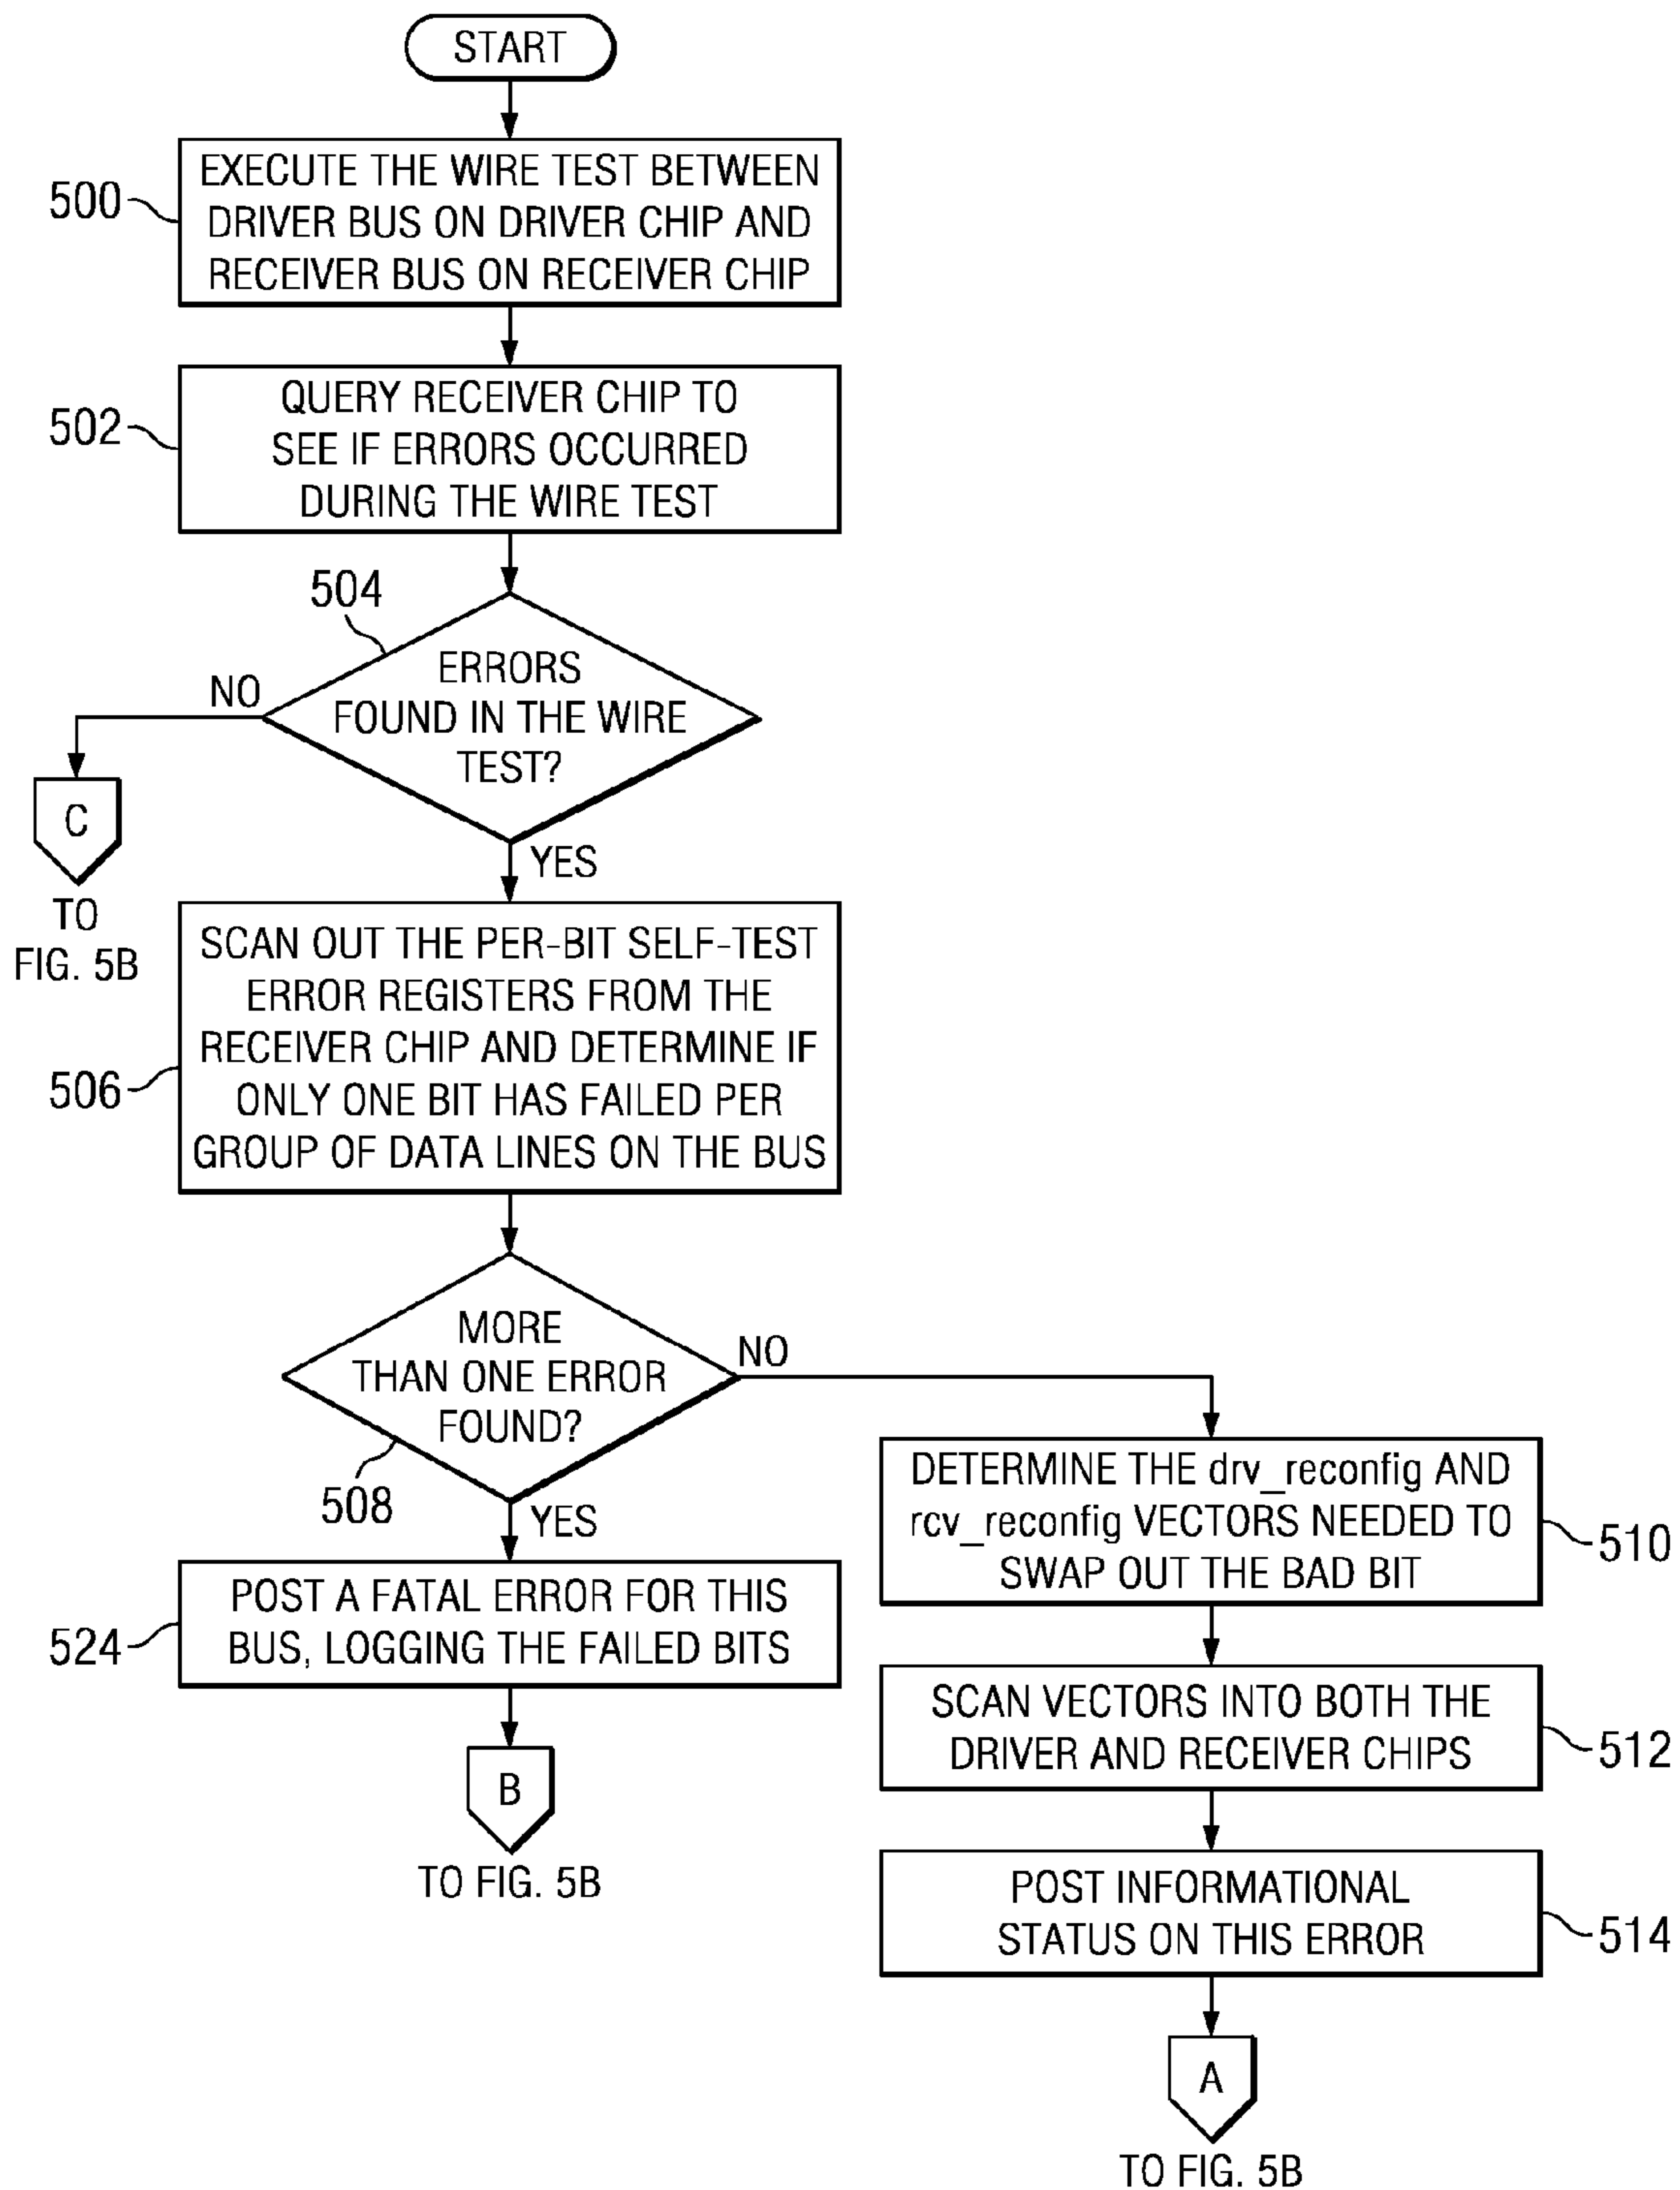 START
500
EXECUTE THE WIRE TEST BETWEEN
DRIVER BUS ON DRIVER CHIP AND
RECEIVER BUS ON RECEIVER CHIP
502
QUERY RECEIVER CHIP TO
SEE IF ERRORS OCCURRED
DURING THE WIRE TEST
504
ERRORS
FOUND IN THE WIRE
TEST?
NO
C
TO
FIG. 5B
YES
506
SCAN OUT THE PER-BIT SELF-TEST
ERROR REGISTERS FROM THE
RECEIVER CHIP AND DETERMINE IF
ONLY ONE BIT HAS FAILED PER
GROUP OF DATA LINES ON THE BUS
MORE
THAN ONE ERROR
FOUND?
508
NO
YES
524
POST A FATAL ERROR FOR THIS
BUS, LOGGING THE FAILED BITS
B
TO FIG. 5B
DETERMINE THE drv_reconfig AND
rcv_reconfig VECTORS NEEDED TO
SWAP OUT THE BAD BIT
510
SCAN VECTORS INTO BOTH THE
DRIVER AND RECEIVER CHIPS
512
POST INFORMATIONAL
STATUS ON THIS ERROR
514
A
TO FIG. 5B